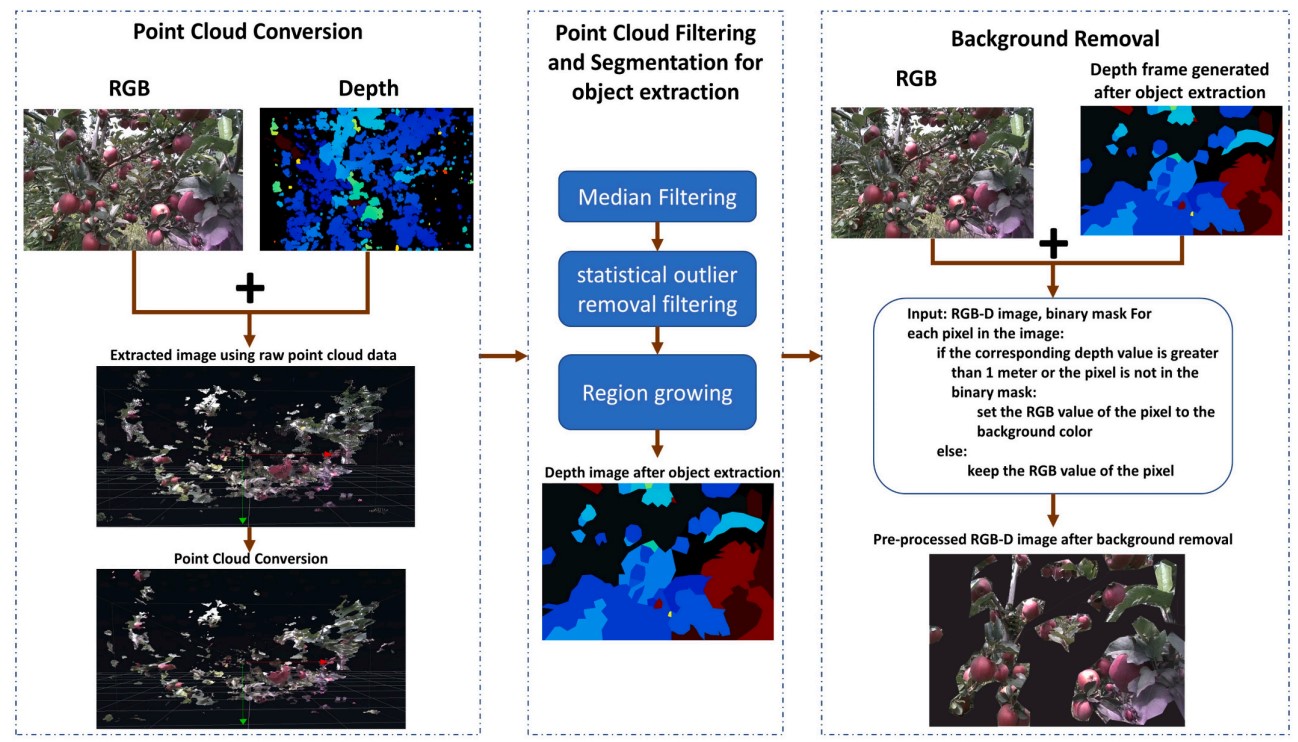 Point Cloud Conversion
RGB
Depth
Extracted image using raw point cloud data
Point Cloud Conversion
Point Cloud Filtering
and Segmentation for
object extraction
Median Filtering
statistical outlier
removal filtering
Region growing
Depth image after object extraction
Background Removal
RGB
Depth frame generated
after object extraction
Input: RGB-D image, binary mask For
each pixel in the image:
if the corresponding depth value is greater
than 1 meter or the pixel is not in the
binary mask:
set the RGB value of the pixel to the
background color
else:
keep the RGB value of the pixel
Pre-processed RGB-D image after background removal